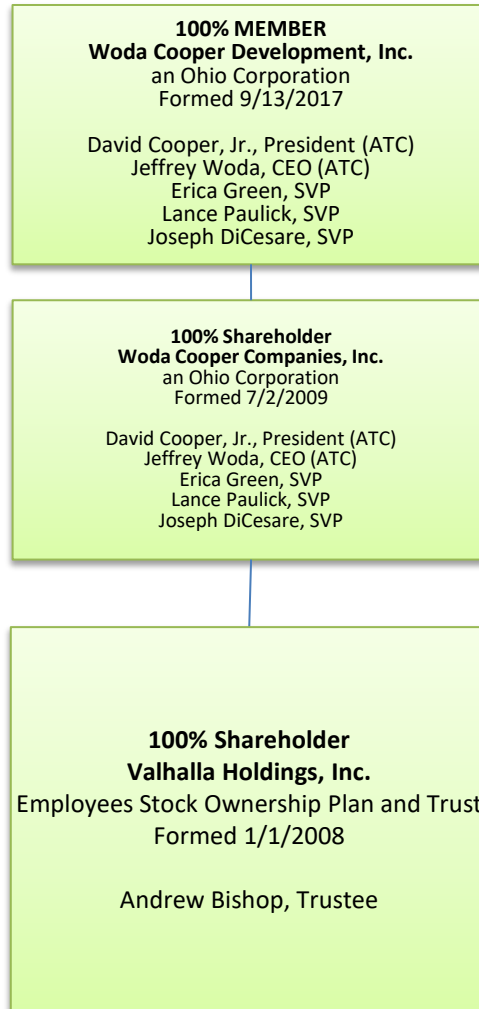 100% MEMBER
Woda Cooper Development, Inc.
an Ohio Corporation
Formed 9/13/2017
David Cooper, Jr., President (ATC)
Jeffrey Woda, CEO (ATC)
Erica Green, SVP
Lance Paulick, SVP
Joseph DiCesare, SVP
100% Shareholder
Woda Cooper Companies, Inc.
an Ohio Corporation
Formed 7/2/2009
David Cooper, Jr., President (ATC)
Jeffrey Woda, CEO (ATC)
Erica Green, SVP
Lance Paulick, SVP
Joseph DiCesare, SVP
100% Shareholder
Valhalla Holdings, Inc.
Employees Stock Ownership Plan and Trust
Formed 1/1/2008
Andrew Bishop, Trustee